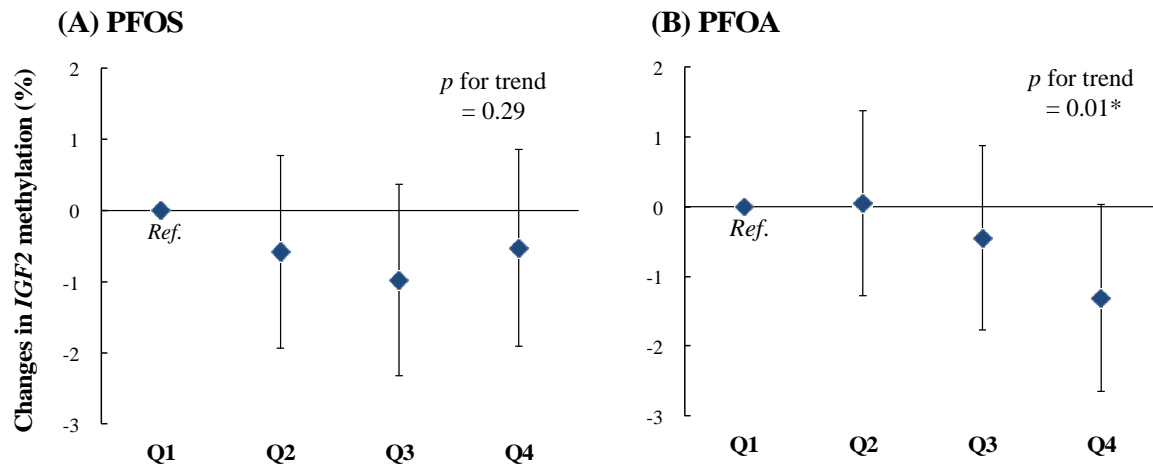 (A) PFOS
Changes in IGF2 methylation (%)
2
1
0
-1
-2
-3
p for trend
= 0.29
Ref.
Q1 Q2 Q3 Q4
(B) PFOA
2
1
0
-1
-2
-3
p for trend
= 0.01*
Ref.
Q1 Q2 Q3 Q4